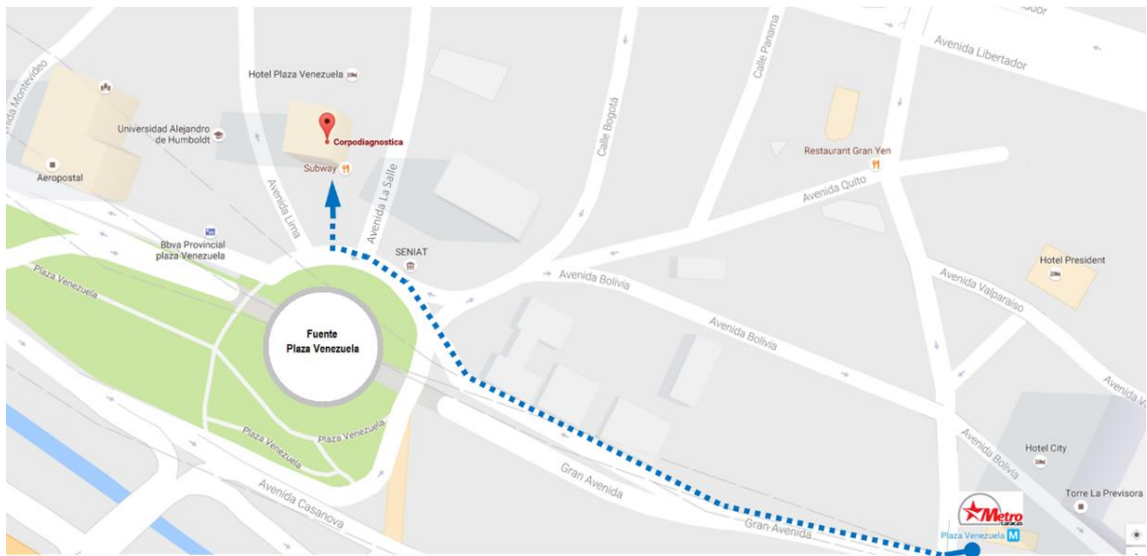 Avenida Libertador
Calle Panama
Hotel Plaza Venezuela
Calle Bogotá
Universidad Alejandro
de Humboldt
Corpodiagnostica
Subway
Restaurant Gran Yen
Aeropostal
Avenida Lima
Avenida La Salle
Avenida Quito
Bbva Provincial
plaza Venezuela
SENIAT
Plaza Venezuela
Avenida Bolivia
Hotel President
Avenida Valparaiso
Fuente
Plaza Venezuela
Avenida Bolivia
Plaza Venezuela
Plaza Venezuela
Avenida Casanova
Gran Avenida
Gran Avenida
Hotel City
Avenida Bolivia
Torre La Previsora
Metro
CARACAS
Plaza Venezuela M